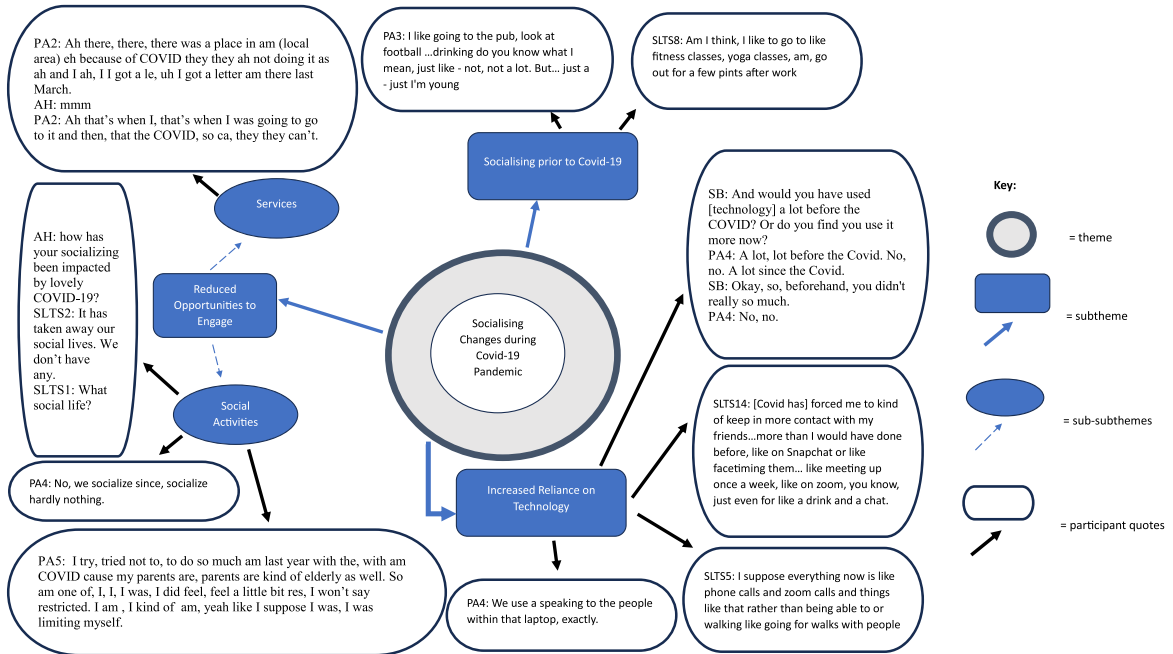 PA2: Ah there, there, there was a place in am (local
area) eh because of COVID they they ah not doing it as
ah and I ah, I I got a le, uh I got a letter am there last
March.
AH: mmm
PA2: Ah that's when I, that's when I was going to go
to it and then, that the COVID, so ca, they they can't.
PA3: I like going to the pub, look at
football …drinking do you know what I
mean, just like - not, not a lot. But… just a
- just I'm young
SLTS8: Am I think, I like to go to like
fitness classes, yoga classes, am, go
out for a few pints after work
Socialising prior to Covid-19
Services
AH: how has
your socializing
been impacted
by lovely
COVID-19?
SLTS2: It has
taken away our
social lives. We
don't have
any.
SLTS1: What
social life?
Reduced
Opportunities to
Engage
Social
Activities
Socialising
Changes during
Covid-19
Pandemic
SB: And would you have used
[technology] a lot before the
COVID? Or do you find you use it
more now?
PA4: A lot, lot before the Covid. No,
no. A lot since the Covid.
SB: Okay, so, beforehand, you didn't
really so much.
PA4: No, no.
SLTS14: [Covid has] forced me to kind
of keep in more contact with my
friends…more than I would have done
before, like on Snapchat or like
facetiming them… like meeting up
once a week, like on zoom, you know,
just even for like a drink and a chat.
PA4: No, we socialize since, socialize
hardly nothing.
Increased Reliance on
Technology
PA5:  I try, tried not to, to do so much am last year with the, with am
COVID cause my parents are, parents are kind of elderly as well. So
am one of, I, I, I was, I did feel, feel a little bit res, I won't say
restricted. I am , I kind of  am, yeah like I suppose I was, I was
limiting myself.
PA4: We use a speaking to the people
within that laptop, exactly.
SLTS5: I suppose everything now is like
phone calls and zoom calls and things
like that rather than being able to or
walking like going for walks with people
Key:
= theme
= subtheme
= sub-subthemes
= participant quotes